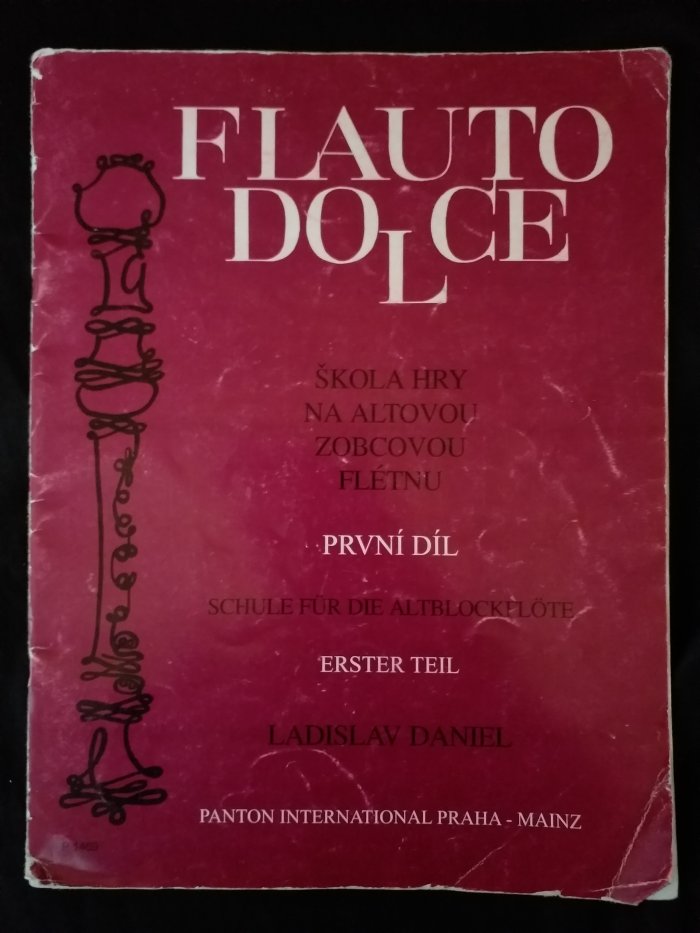 FLAUTO
DOLCE
ŠKOLA HRY
NA ALTOVOU
ZOBCOVOU
FLÉTNU
PRVNÍ DÍL
SCHULE FÜR DIE ALTBLOCKFLÖTE
ERSTER TEIL
LADISLAV DANIEL
PANTON INTERNATIONAL PRAHA - MAINZ